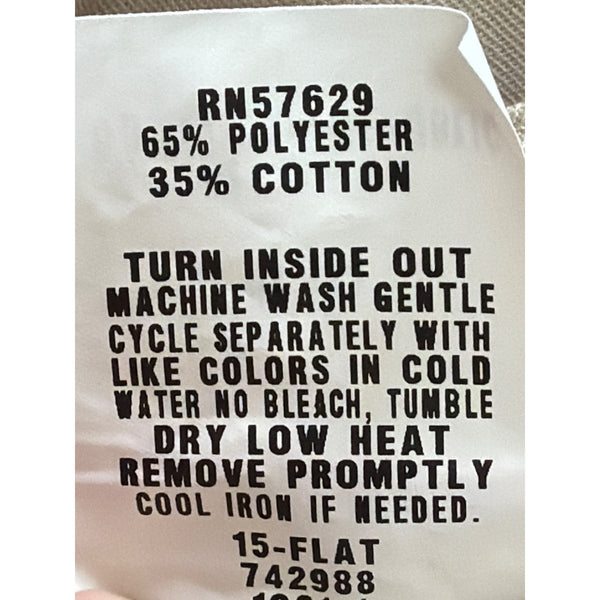 RN57629
65% POLYESTER
35% COTTON
TURN INSIDE OUT
MACHINE WASH GENTLE
CYCLE SEPARATELY WITH
LIKE COLORS IN COLD
WATER NO BLEACH, TUMBLE
DRY LOW HEAT
REMOVE PROMPTLY
COOL IRON IF NEEDED.
15-FLAT
742988